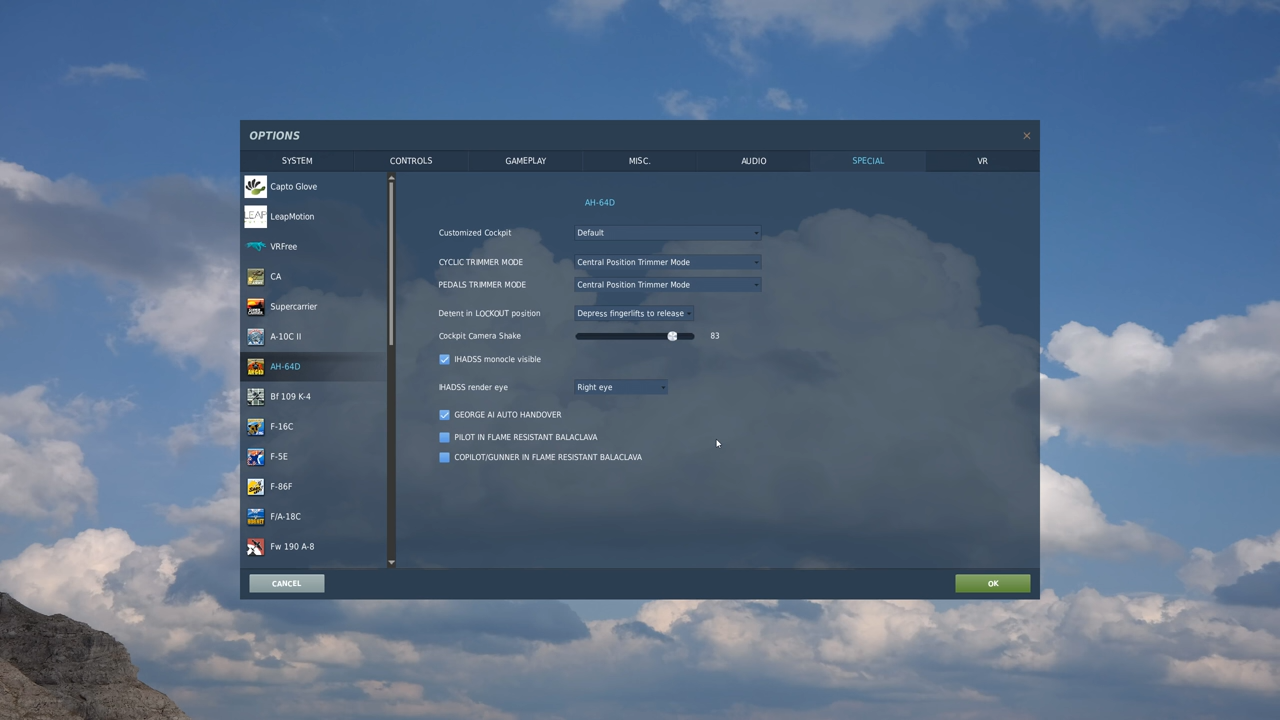 OPTIONS
SYSTEM CONTROLS GAMEPLAY MISC. AUDIO SPECIAL VR
Capto Glove
LEAP
LeapMotion
VRFree
CA
Supercarrier
A-10C II
AH-64D
Bf 109 K-4
F-16C
F-5E
F-86F
F/A-18C
Fw 190 A-8
AH-64D
Customized Cockpit Default
CYCLIC TRIMMER MODE Central Position Trimmer Mode
PEDALS TRIMMER MODE Central Position Trimmer Mode
Detent in LOCKOUT position Depress fingerlifts to release
Cockpit Camera Shake 83
IHADSS monocle visible
IHADSS render eye Right eye
GEORGE AI AUTO HANDOVER
PILOT IN FLAME RESISTANT BALACLAVA
COPILOT/GUNNER IN FLAME RESISTANT BALACLAVA
CANCEL OK